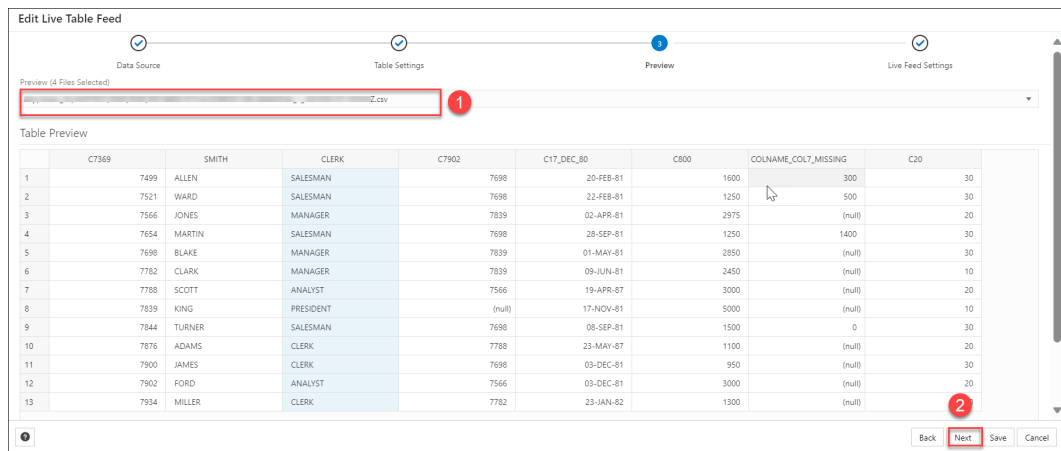 Edit Live Table Feed
3
Data Source Table Settings Preview Live Feed Settings
Preview (4 Files Selected)
Z.csv
1
Table Preview
C7369 SMITH CLERK C7902 C17_DEC_80 C800 COLNAME_COL7_MISSING C20
1 7499 ALLEN SALESMAN 7698 20-FEB-81 1600 300 30
2 7521 WARD SALESMAN 7698 22-FEB-81 1250 500 30
3 7566 JONES MANAGER 7839 02-APR-81 2975 (null) 20
4 7654 MARTIN SALESMAN 7698 28-SEP-81 1250 1400 30
5 7698 BLAKE MANAGER 7839 01-MAY-81 2850 (null) 30
6 7782 CLARK MANAGER 7839 09-JUN-81 2450 (null) 10
7 7788 SCOTT ANALYST 7566 19-APR-87 3000 (null) 20
8 7839 KING PRESIDENT (null) 17-NOV-81 5000 (null) 10
9 7844 TURNER SALESMAN 7698 08-SEP-81 1500 0 30
10 7876 ADAMS CLERK 7788 23-MAY-87 1100 (null) 20
11 7900 JAMES CLERK 7698 03-DEC-81 950 (null) 30
12 7902 FORD ANALYST 7566 03-DEC-81 3000 (null) 20
13 7934 MILLER CLERK 7782 23-JAN-82 1300 (null)
2
? Back Next Save Cancel